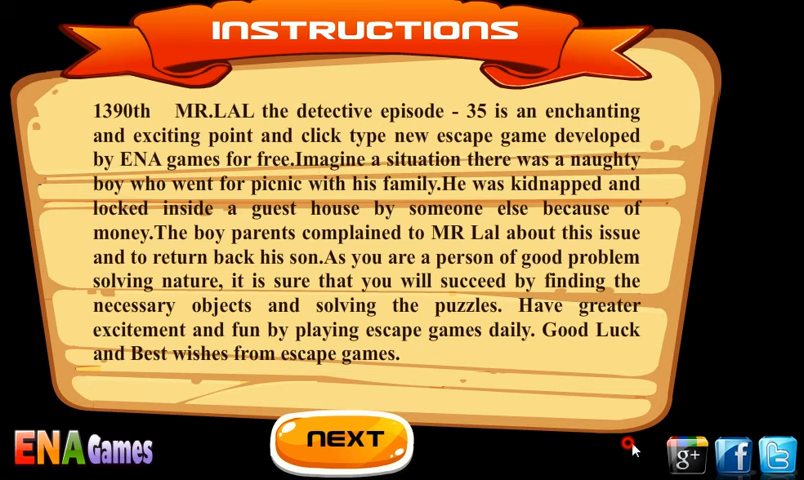 INSTRUCTIONS
1390th MR.LAL the detective episode - 35 is an enchanting
and exciting point and click type new escape game developed
by ENA games for free.Imagine a situation there was a naughty
boy who went for picnic with his family.He was kidnapped and
locked inside a guest house by someone else because of
money.The boy parents complained to MR Lal about this issue
and to return back his son.As you are a person of good problem
solving nature, it is sure that you will succeed by finding the
necessary objects and solving the puzzles. Have greater
excitement and fun by playing escape games daily. Good Luck
and Best wishes from escape games.
NEXT
ENA Games
g+ f t